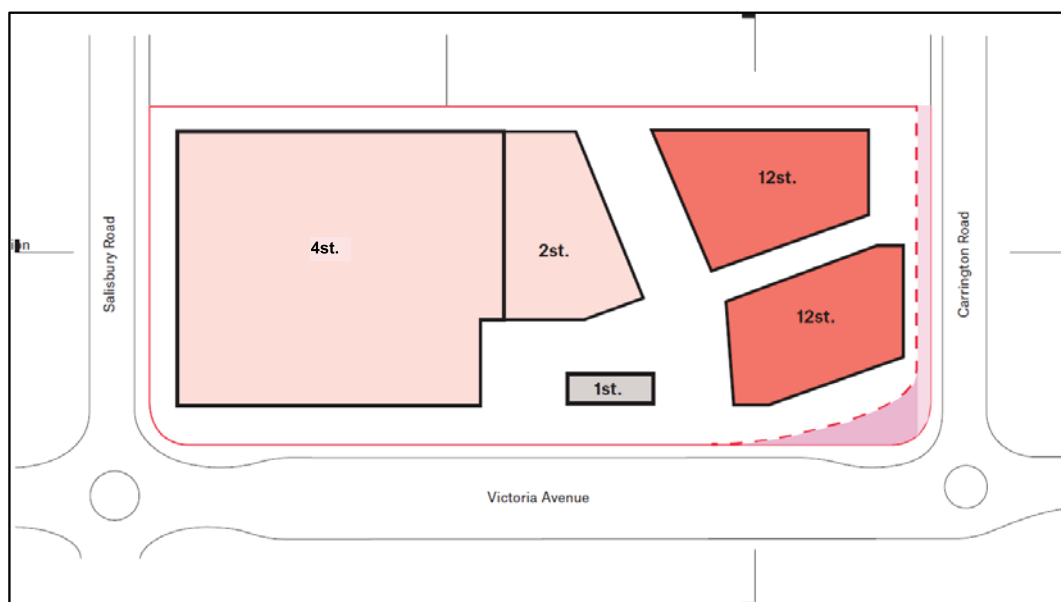 12st.
4st.
2st.
12st.
1st.
Salisbury Road
Carrington Road
Victoria Avenue